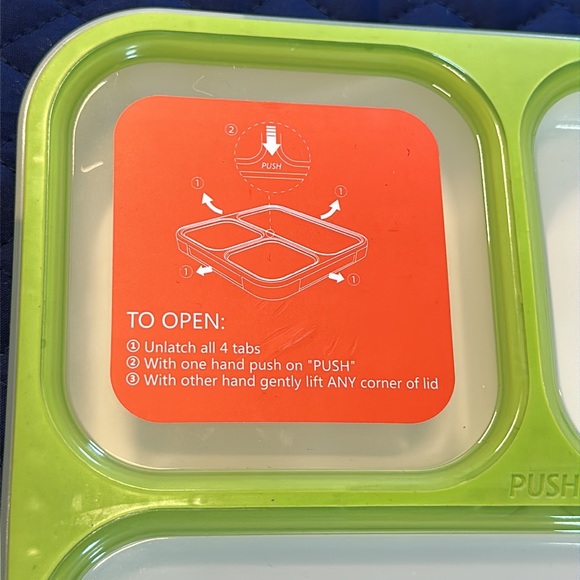 ②
PUSH
① ①
① ①
TO OPEN:
① Unlatch all 4 tabs
② With one hand push on "PUSH"
③ With other hand gently lift ANY corner of lid
PUSH